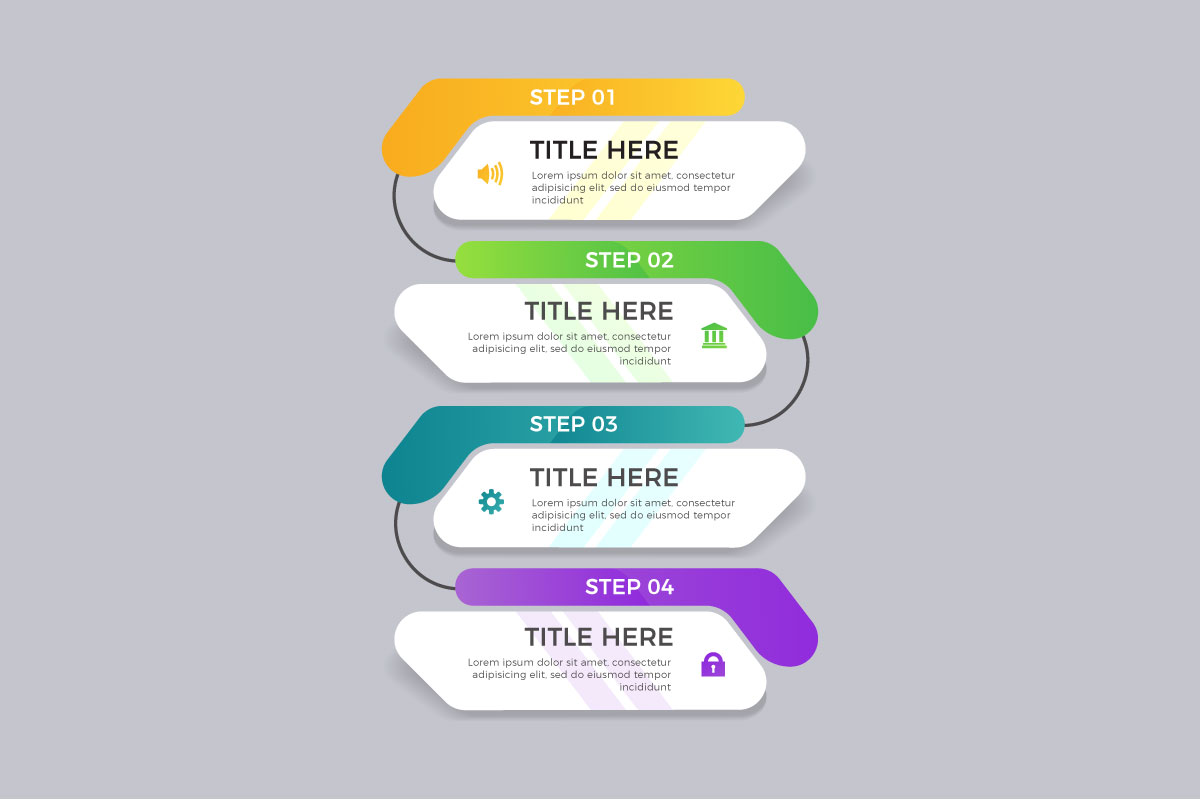 STEP 01
TITLE HERE
Lorem ipsum dolor sit amet, consectetur
adipisicing elit, sed do eiusmod tempor
incididunt
STEP 02
TITLE HERE
Lorem ipsum dolor sit amet, consectetur
adipisicing elit, sed do eiusmod tempor
incididunt
STEP 03
TITLE HERE
Lorem ipsum dolor sit amet, consectetur
adipisicing elit, sed do eiusmod tempor
incididunt
STEP 04
TITLE HERE
Lorem ipsum dolor sit amet, consectetur
adipisicing elit, sed do eiusmod tempor
incididunt